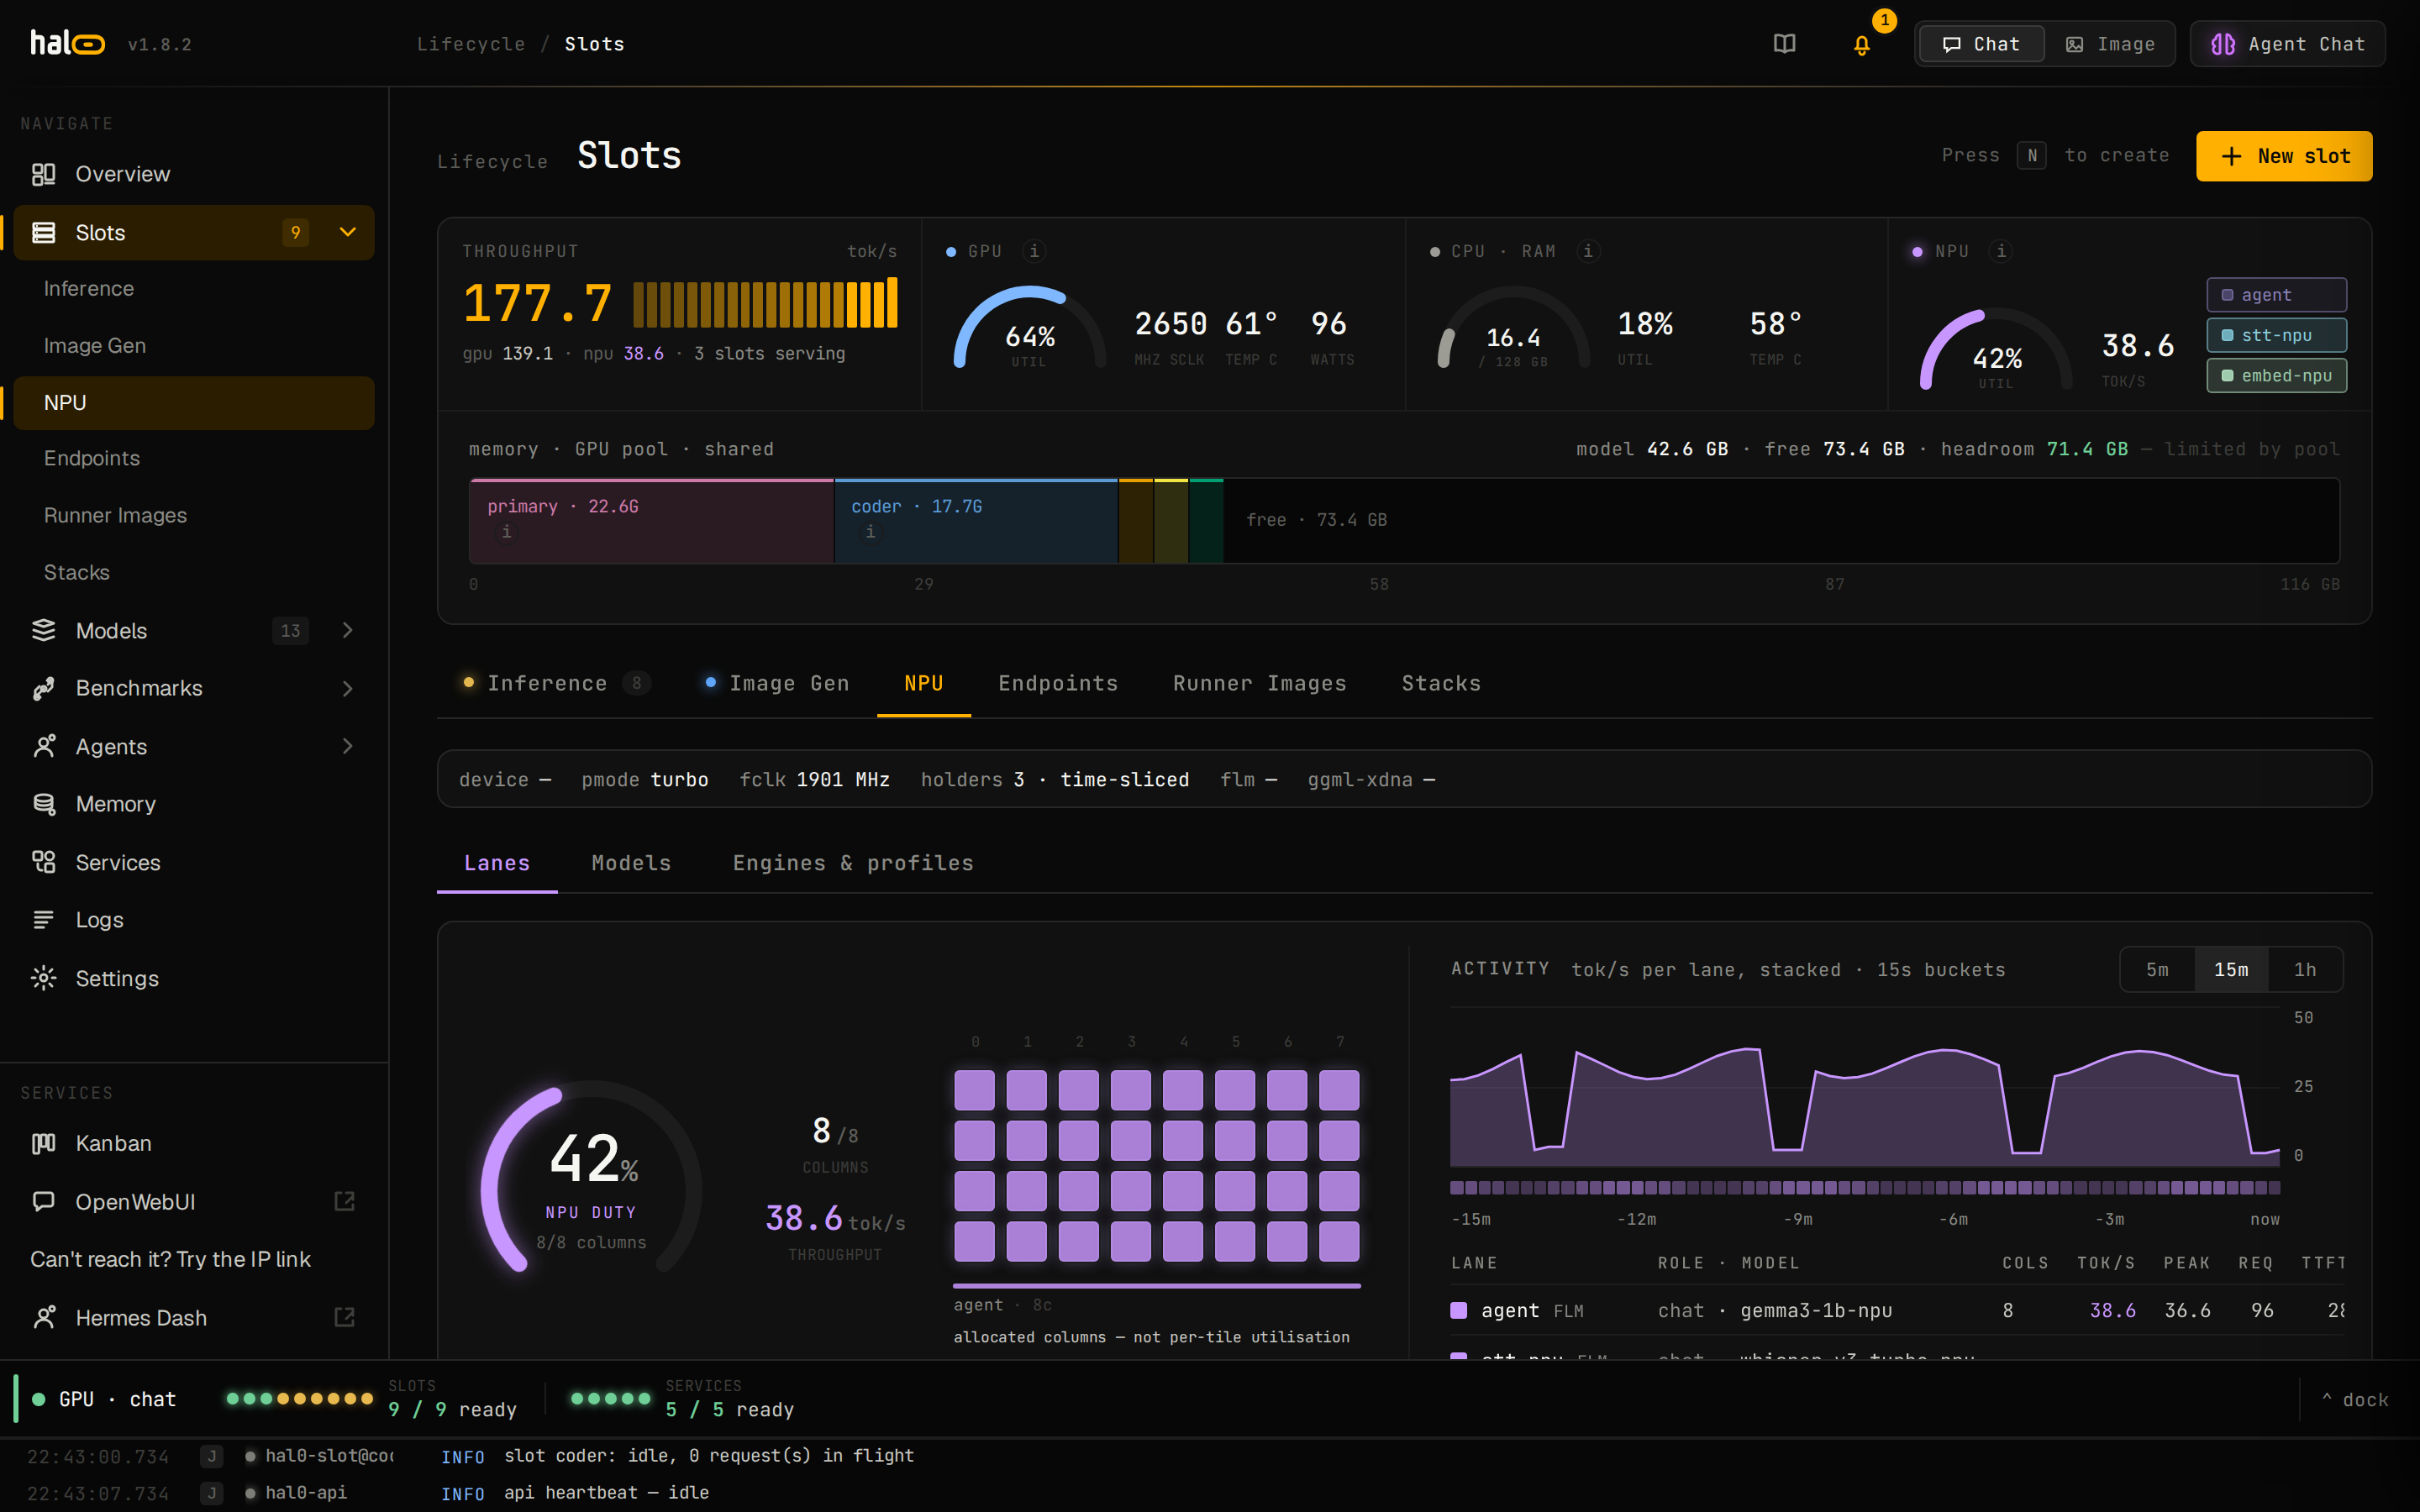 halo v1.8.2
Lifecycle / Slots
1
Chat
Image
Agent Chat
NAVIGATE
Overview
Slots 9
Inference
Image Gen
NPU
Endpoints
Runner Images
Stacks
Models 13
Benchmarks
Agents
Memory
Services
Logs
Settings
SERVICES
Kanban
OpenWebUI
Can't reach it? Try the IP link
Hermes Dash
Lifecycle Slots
Press N to create
+ New slot
THROUGHPUT tok/s
177.7
gpu 139.1 · npu 38.6 · 3 slots serving
GPU i
64%
UTIL
2650 61° 96
MHZ SCLK TEMP C WATTS
CPU · RAM i
16.4
/ 128 GB
18% 58°
UTIL TEMP C
NPU i
42%
UTIL
38.6
TOK/S
agent
stt-npu
embed-npu
memory · GPU pool · shared
model 42.6 GB · free 73.4 GB · headroom 71.4 GB — limited by pool
primary · 22.6G
i
coder · 17.7G
i
free · 73.4 GB
0 29 58 87 116 GB
Inference 8 Image Gen NPU Endpoints Runner Images Stacks
device — pmode turbo fclk 1901 MHz holders 3 · time-sliced flm — ggml-xdna —
Lanes Models Engines & profiles
42%
NPU DUTY
8/8 columns
8/8
COLUMNS
38.6 tok/s
THROUGHPUT
0 1 2 3 4 5 6 7
agent · 8c
allocated columns — not per-tile utilisation
ACTIVITY tok/s per lane, stacked · 15s buckets
5m 15m 1h
50
25
0
-15m -12m -9m -6m -3m now
LANE ROLE · MODEL COLS TOK/S PEAK REQ TTFT
agent FLM chat · gemma3-1b-npu 8 38.6 36.6 96 28
stt-npu FLM chat · whisper-v3-turbo-npu
GPU · chat
SLOTS
9 / 9 ready
SERVICES
5 / 5 ready
^ dock
22:43:00.734 J hal0-slot@coc INFO slot coder: idle, 0 request(s) in flight
22:43:07.734 J hal0-api INFO api heartbeat — idle